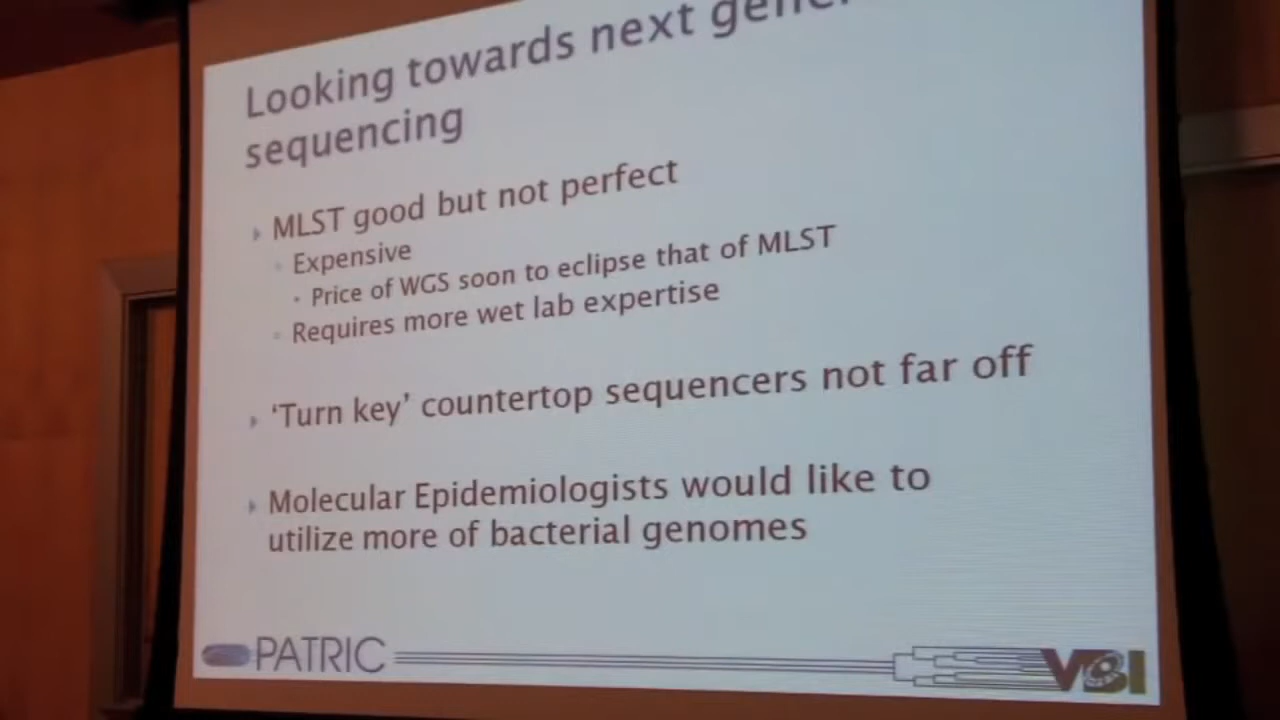 Looking towards next gener
sequencing
MLST good but not perfect
Expensive
Price of WGS soon to eclipse that of MLST
Requires more wet lab expertise
‘Turn key’ countertop sequencers not far off
Molecular Epidemiologists would like to
utilize more of bacterial genomes
PATRIC
VBI